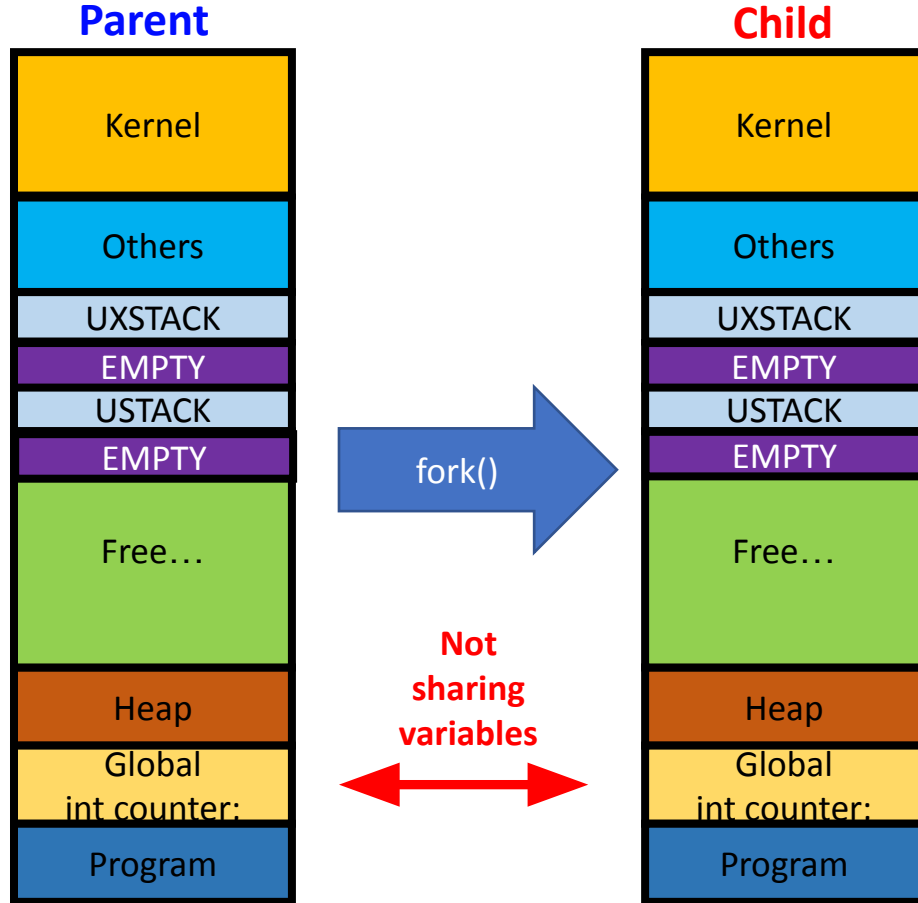 Parent
Child
Kernel
Others
UXSTACK
EMPTY
USTACK
EMPTY
Free…
Heap
Global
int counter;
Program
fork()
Not
sharing
variables
Kernel
Others
UXSTACK
EMPTY
USTACK
EMPTY
Free…
Heap
Global
int counter;
Program